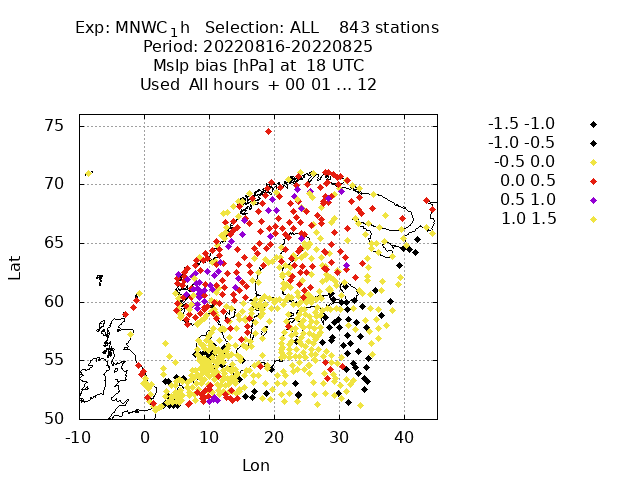 Exp: MNWC₁h   Selection: ALL    843 stations
Period: 20220816-20220825
Mslp bias [hPa] at  18 UTC
Used  All hours  + 00 01 ... 12
75
70
65
60
55
50
-10 0 10 20 30 40
Lat
Lon
-1.5 -1.0
-1.0 -0.5
-0.5 0.0
0.0 0.5
0.5 1.0
1.0 1.5